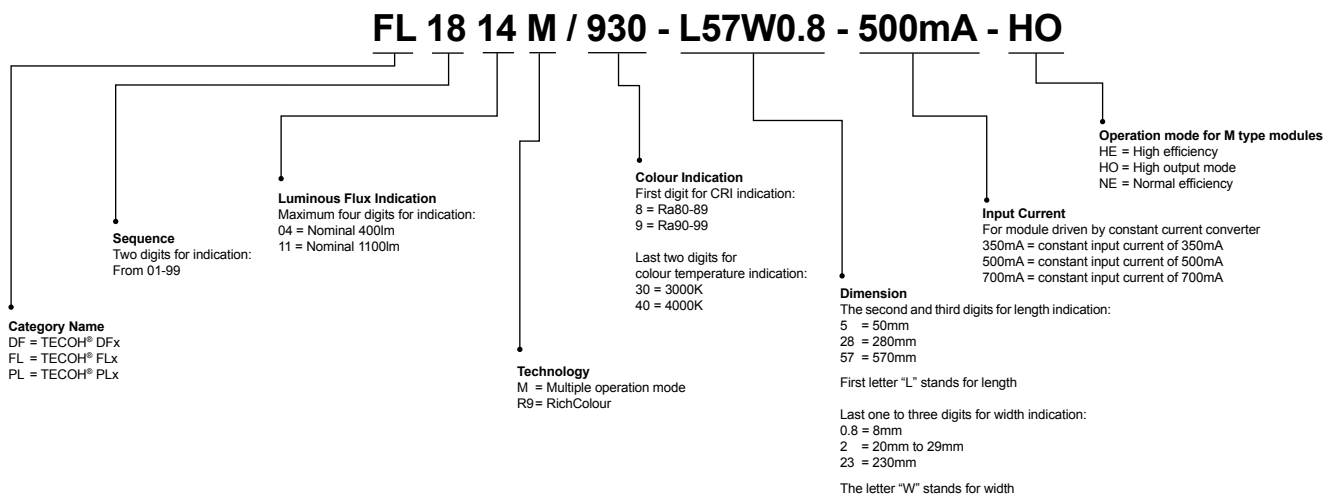 FL 18 14 M / 930 - L57W0.8 - 500mA - HO
Category Name
DF = TECOH® DFx
FL = TECOH® FLx
PL = TECOH® PLx
Sequence
Two digits for indication:
From 01-99
Luminous Flux Indication
Maximum four digits for indication:
04 = Nominal 400lm
11 = Nominal 1100lm
Technology
M = Multiple operation mode
R9= RichColour
Colour Indication
First digit for CRI indication:
8 = Ra80-89
9 = Ra90-99
Last two digits for
colour temperature indication:
30 = 3000K
40 = 4000K
Dimension
The second and third digits for length indication:
5 = 50mm
28 = 280mm
57 = 570mm
First letter “L” stands for length
Last one to three digits for width indication:
0.8 = 8mm
2 = 20mm to 29mm
23 = 230mm
The letter “W” stands for width
Input Current
For module driven by constant current converter
350mA = constant input current of 350mA
500mA = constant input current of 500mA
700mA = constant input current of 700mA
Operation mode for M type modules
HE = High efficiency
HO = High output mode
NE = Normal efficiency